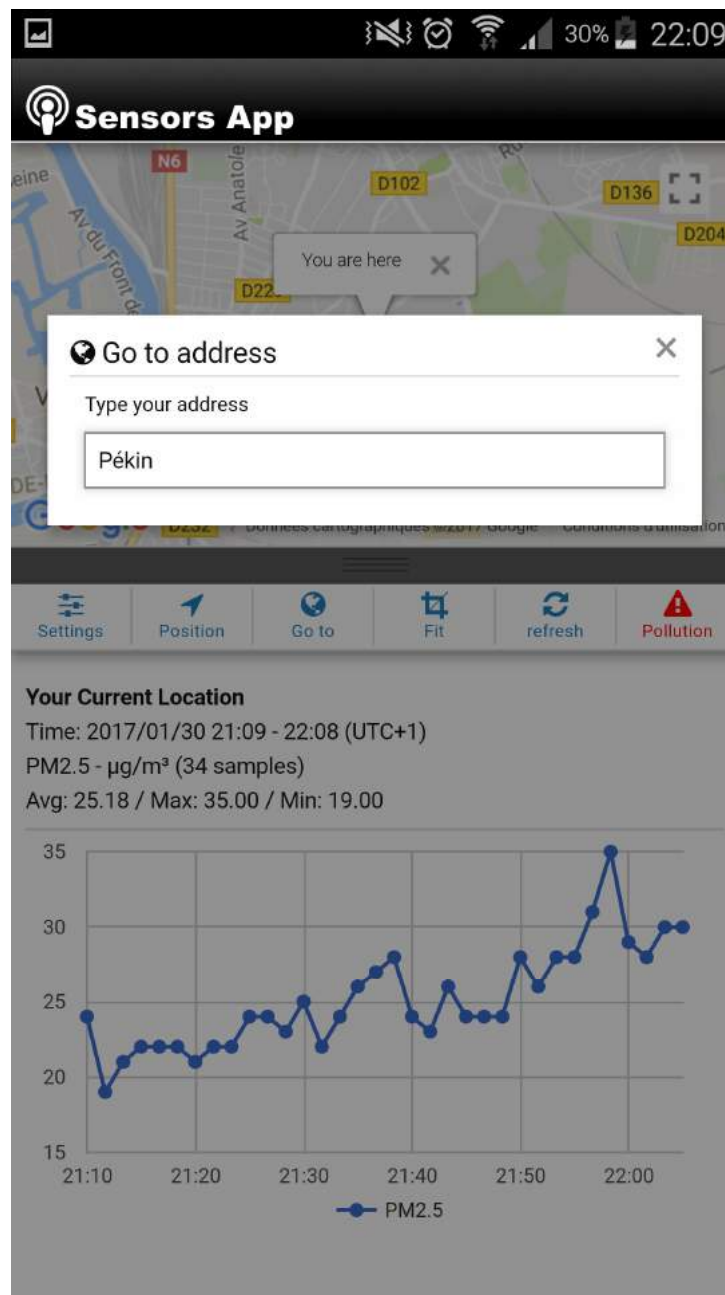 30% 22:09
Sensors App
eine
N6
Av Anatole
D102
D136
D204
Av du Front de
You are here
Go to address
Type your address
Pékin
DE-
D232
Données cartographiques ©2017 Google Conditions d'utilisation
Settings Position Go to Fit refresh Pollution
Your Current Location
Time: 2017/01/30 21:09 - 22:08 (UTC+1)
PM2.5 - µg/m³ (34 samples)
Avg: 25.18 / Max: 35.00 / Min: 19.00
35
30
25
20
15
21:10 21:20 21:30 21:40 21:50 22:00
PM2.5